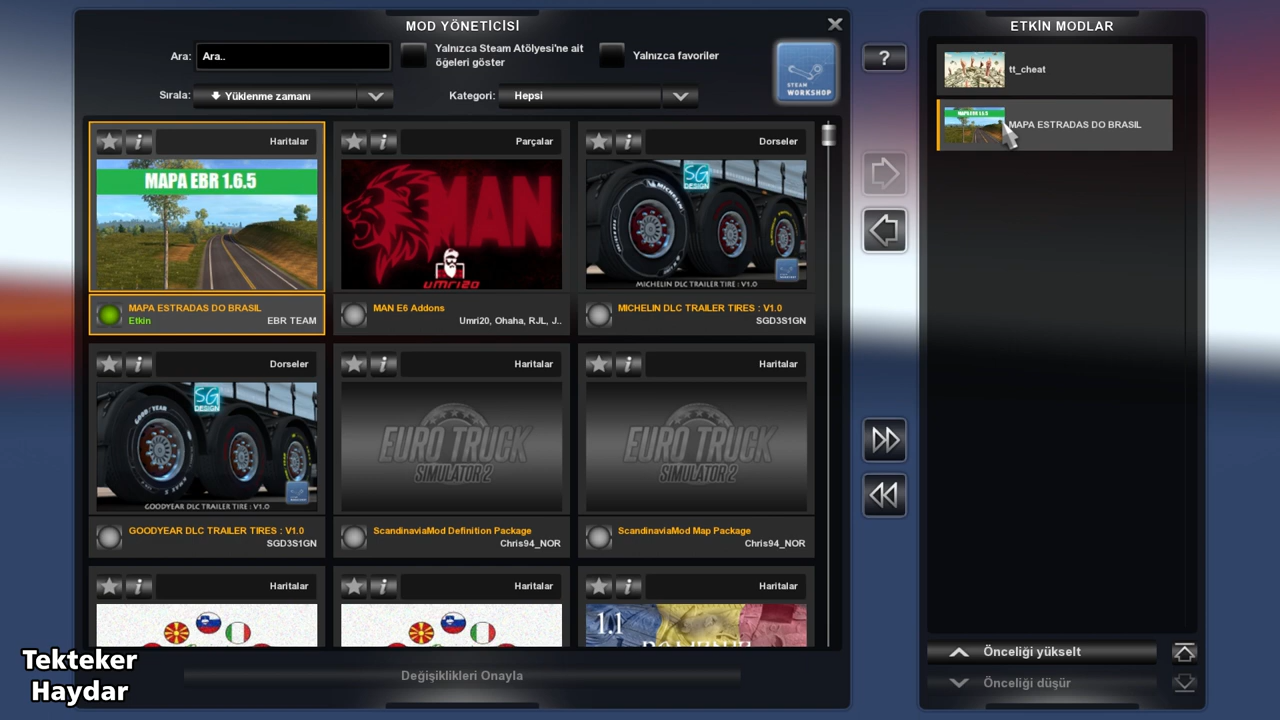 MOD YÖNETİCİSİ
Ara:
Ara..
Yalnızca Steam Atölyesi'ne ait
öğeleri göster
Yalnızca favoriler
STEAM
WORKSHOP
Sırala:
Yüklenme zamanı
Kategori:
Hepsi
Haritalar
MAPA EBR 1.6.5
MAPA ESTRADAS DO BRASIL
Etkin
EBR TEAM
Parçalar
MAN
UMRI20
MAN E6 Addons
Umri20, Ohaha, RJL, J..
Dorseler
SG
DESIGN
MICHELIN
MICHELIN DLC TRAILER TIRES : V1.0
MICHELIN DLC TRAILER TIRES : V1.0
SGD3S1GN
Dorseler
SG
DESIGN
GOODYEAR DLC TRAILER TIRE : V1.0
GOODYEAR DLC TRAILER TIRES : V1.0
SGD3S1GN
Haritalar
EURO TRUCK
SIMULATOR 2
ScandinaviaMod Definition Package
Chris94_NOR
Haritalar
EURO TRUCK
SIMULATOR 2
ScandinaviaMod Map Package
Chris94_NOR
Haritalar
Haritalar
Haritalar
1.1
Değişiklikleri Onayla
?
ETKİN MODLAR
tt_cheat
MAPA ESTRADAS DO BRASIL
Önceliği yükselt
Önceliği düşür
Tekteker
Haydar